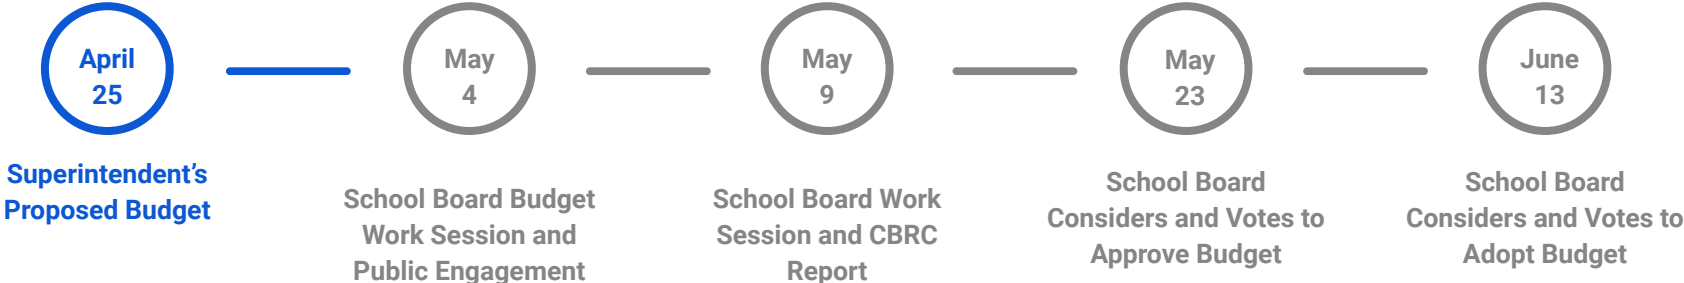 April
25
Superintendent’s
Proposed Budget
May
4
School Board Budget
Work Session and
Public Engagement
May
9
School Board Work
Session and CBRC
Report
May
23
School Board
Considers and Votes to
Approve Budget
June
13
School Board
Considers and Votes to
Adopt Budget